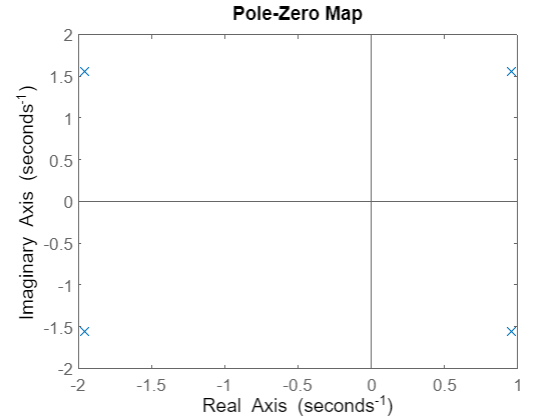 Pole-Zero Map
2
1.5
1
0.5
0
-0.5
-1
-1.5
-2
Imaginary Axis (seconds⁻¹)
-2 -1.5 -1 -0.5 0 0.5 1
Real Axis (seconds⁻¹)